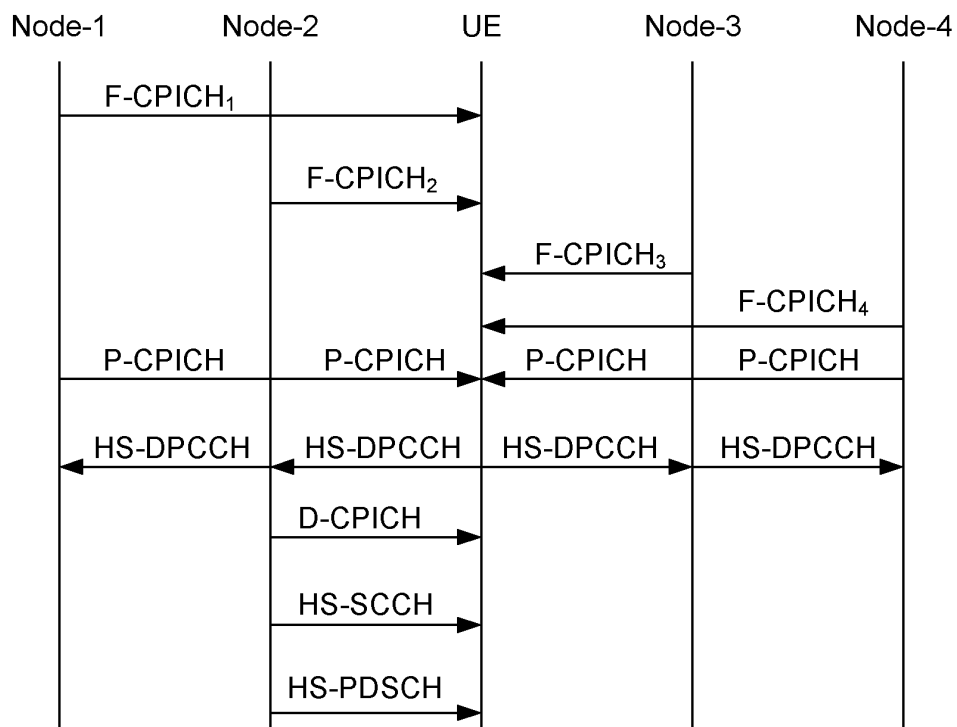 Node-1 Node-2 UE Node-3 Node-4
F-CPICH₁
F-CPICH₂
F-CPICH₃
F-CPICH₄
P-CPICH P-CPICH P-CPICH P-CPICH
HS-DPCCH HS-DPCCH HS-DPCCH HS-DPCCH
D-CPICH
HS-SCCH
HS-PDSCH